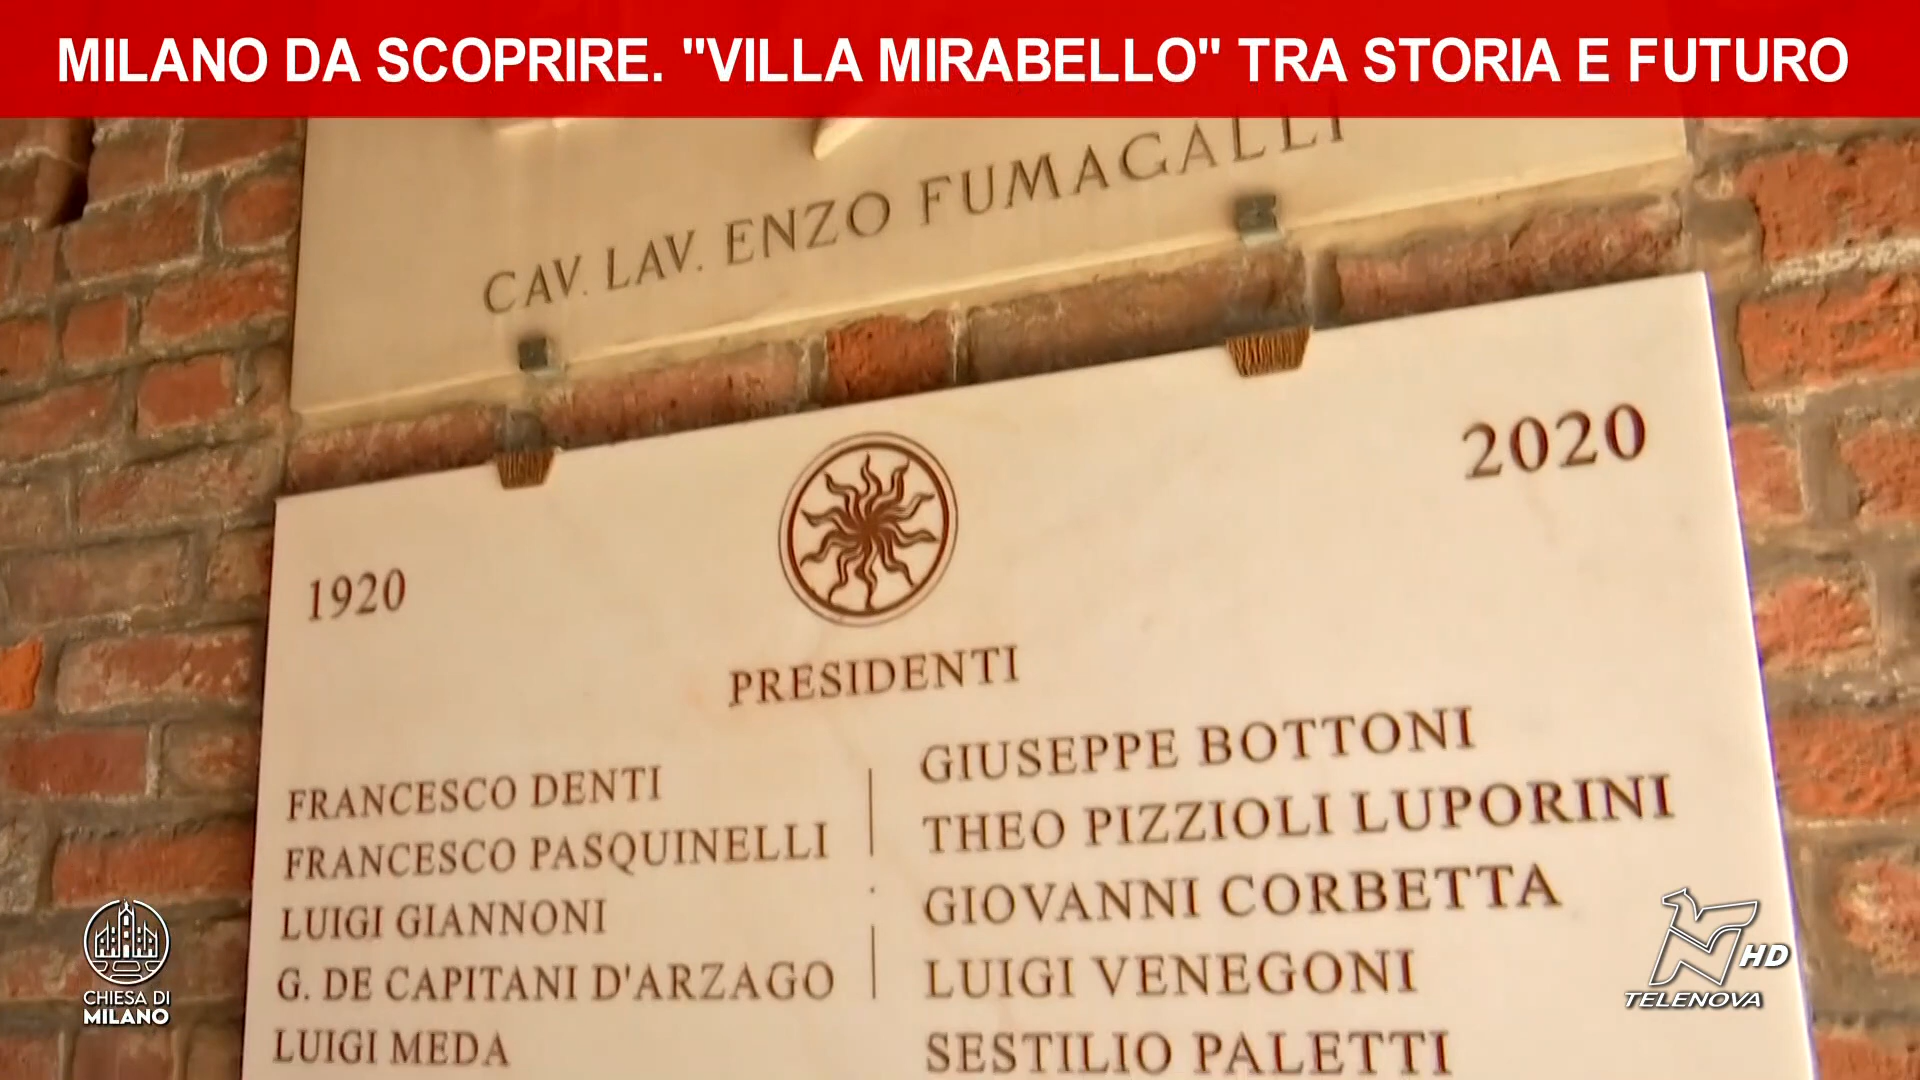 MILANO DA SCOPRIRE. "VILLA MIRABELLO" TRA STORIA E FUTURO
CAV. LAV. ENZO FUMAGALLI
1920
2020
PRESIDENTI
FRANCESCO DENTI
FRANCESCO PASQUINELLI
LUIGI GIANNONI
G. DE CAPITANI D'ARZAGO
LUIGI MEDA
GIUSEPPE BOTTONI
THEO PIZZIOLI LUPORINI
GIOVANNI CORBETTA
LUIGI VENEGONI
SESTILIO PALETTI
CHIESA DI
MILANO
HD
TELENOVA